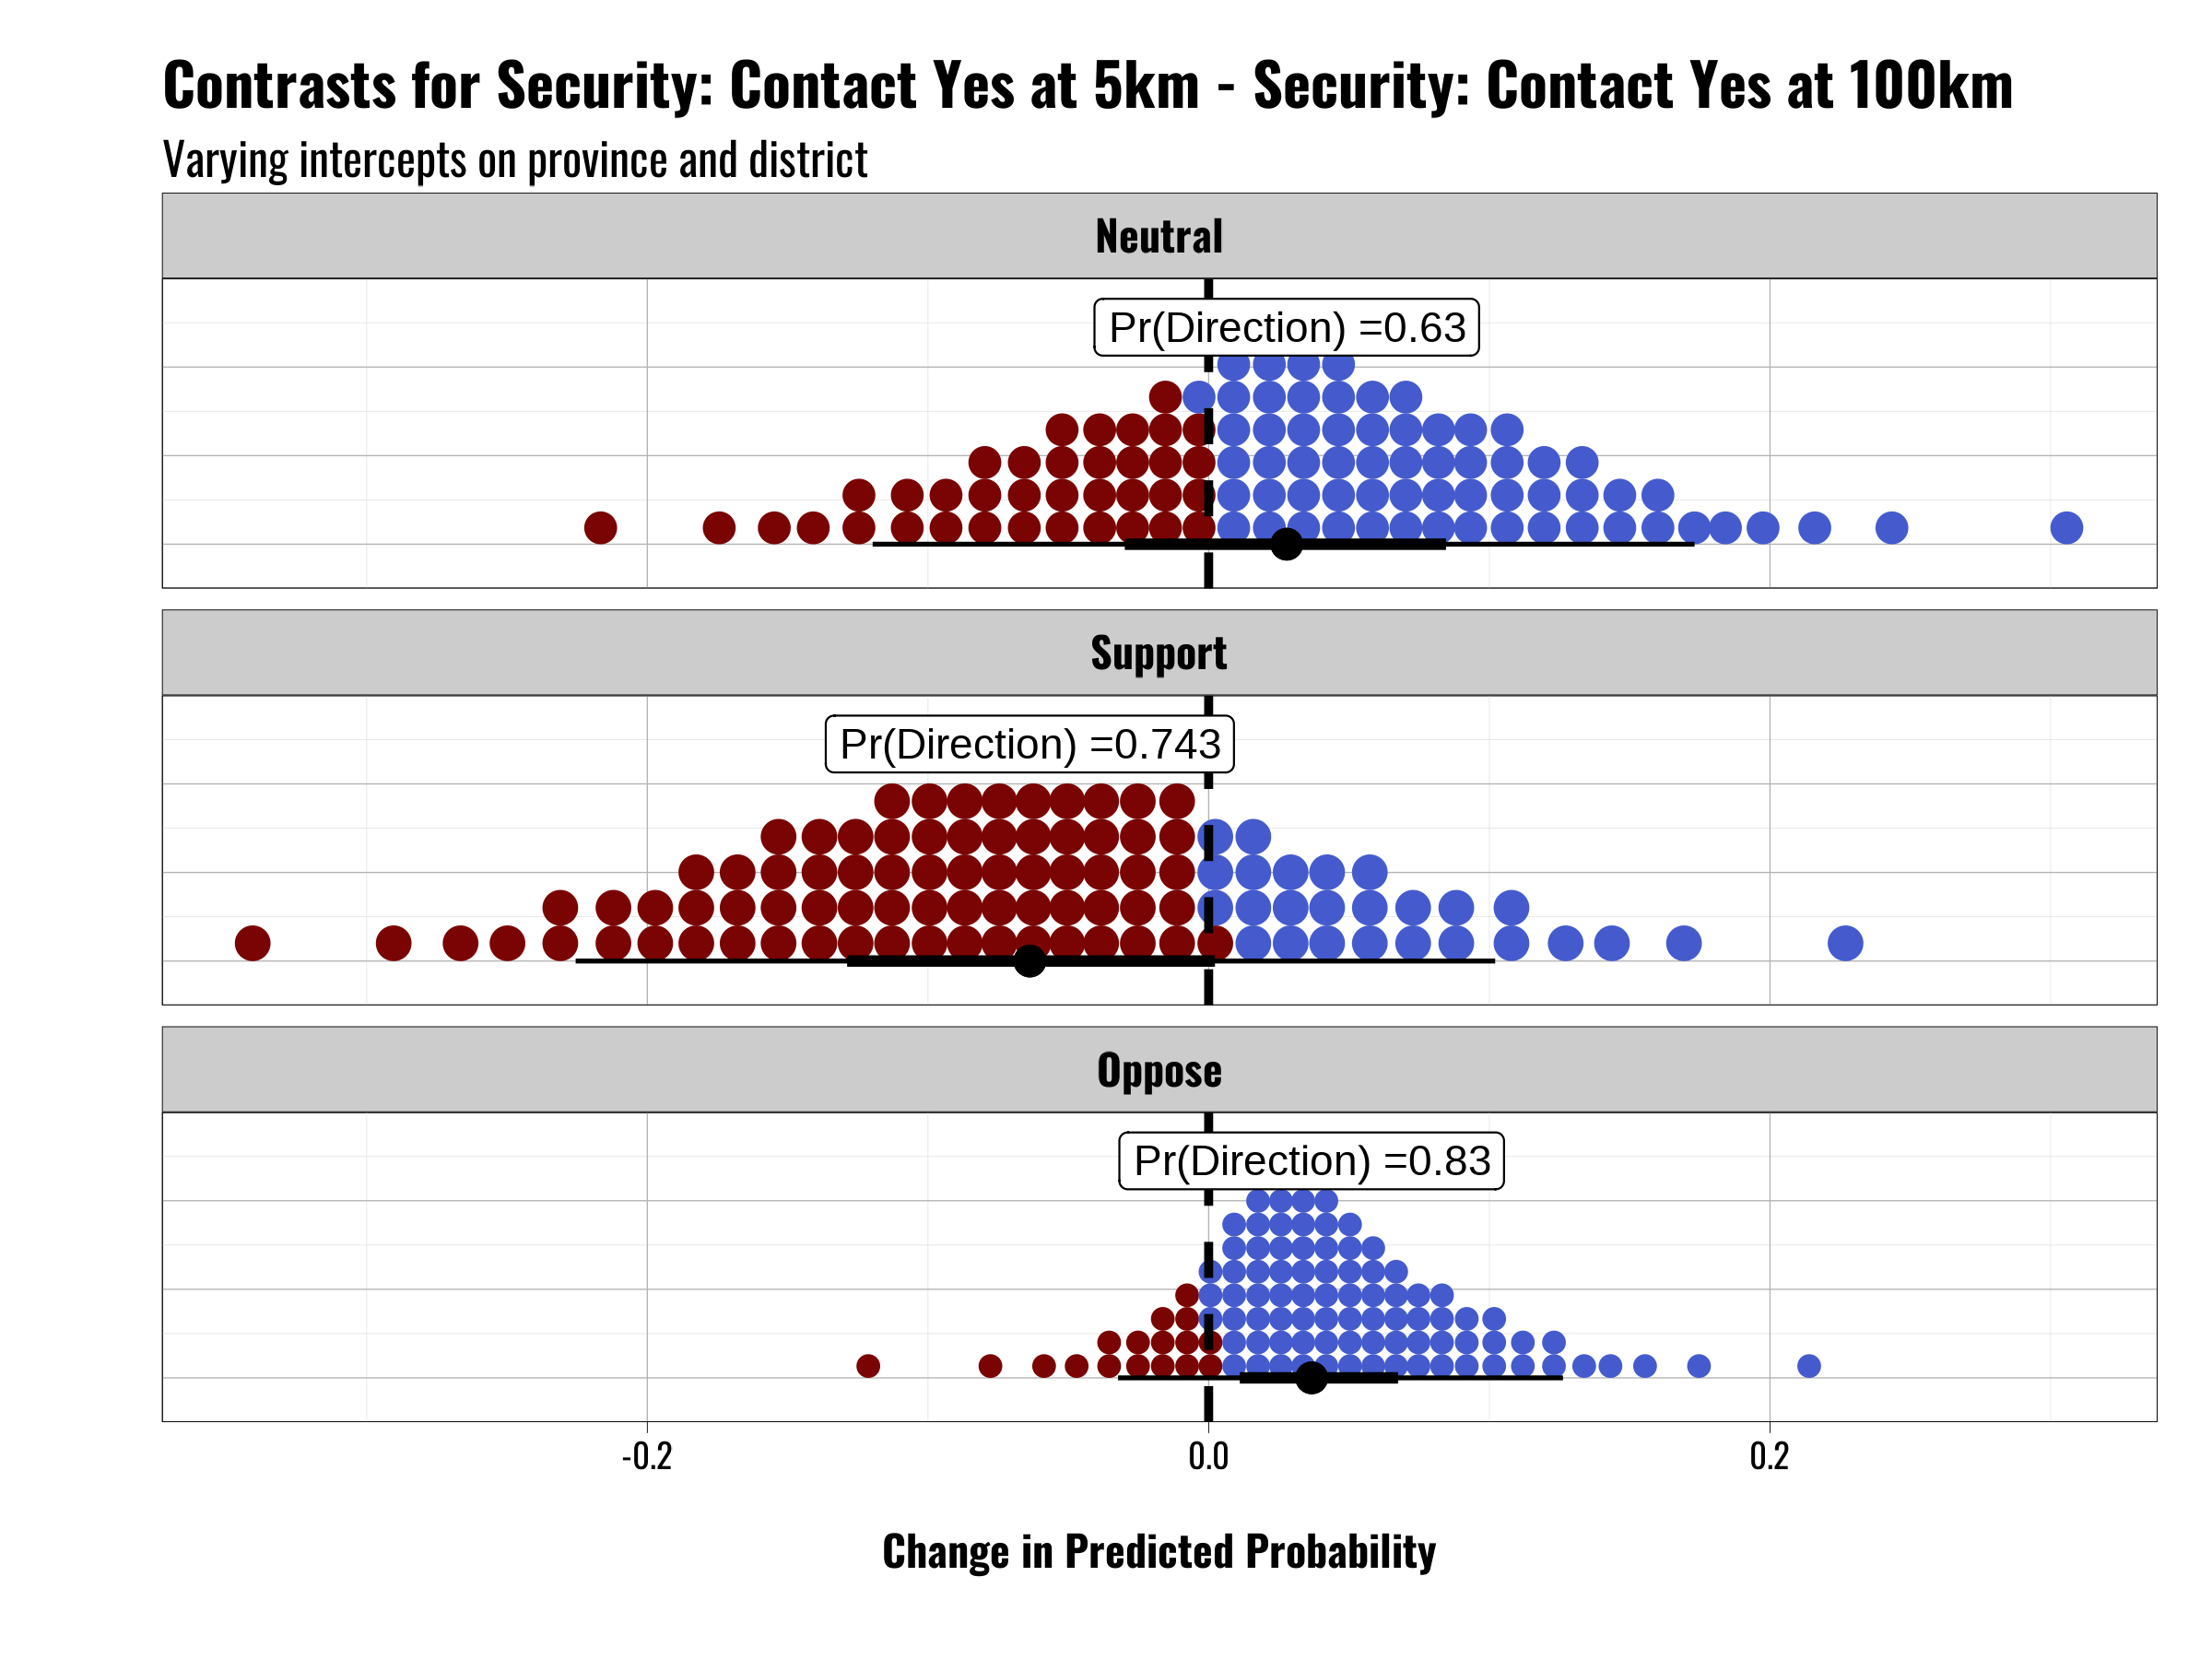 Contrasts for Security: Contact Yes at 5km - Security: Contact Yes at 100km
Varying intercepts on province and district
Neutral
Pr(Direction) =0.63
Support
Pr(Direction) =0.743
Oppose
Pr(Direction) =0.83
-0.2 0.0 0.2
Change in Predicted Probability